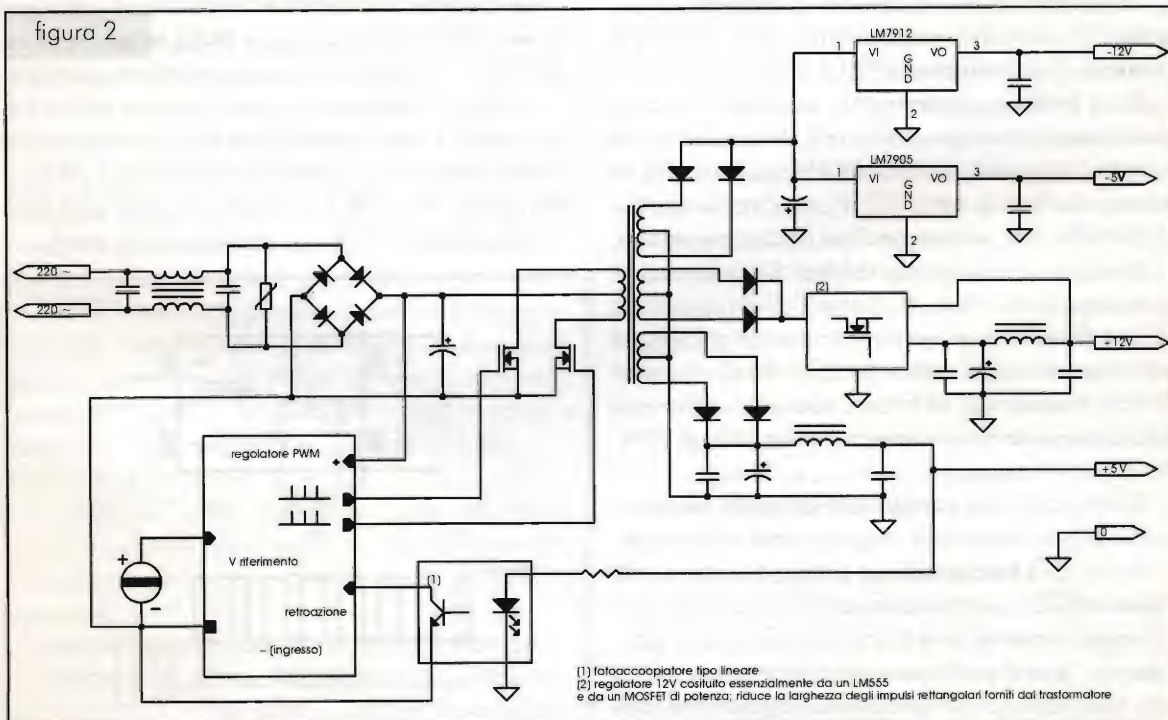 figura 2
LM7912
1
VI
VO
3
GND
2
-12V
LM7905
1
VI
VO
3
GND
2
-5V
220 ~
220 ~
(2)
+12V
+
+
+
+
+5V
0
regolatore PWM
+
+
V riferimento
-
retroazione
- (ingresso)
(1)
(1) fotoaccoopiatore tipo lineare
(2) regolatore 12V cosituito essenzialmente da un LM555
e da un MOSFET di potenza; riduce la larghezza degli impulsi rettangolari forniti dal trasformatore